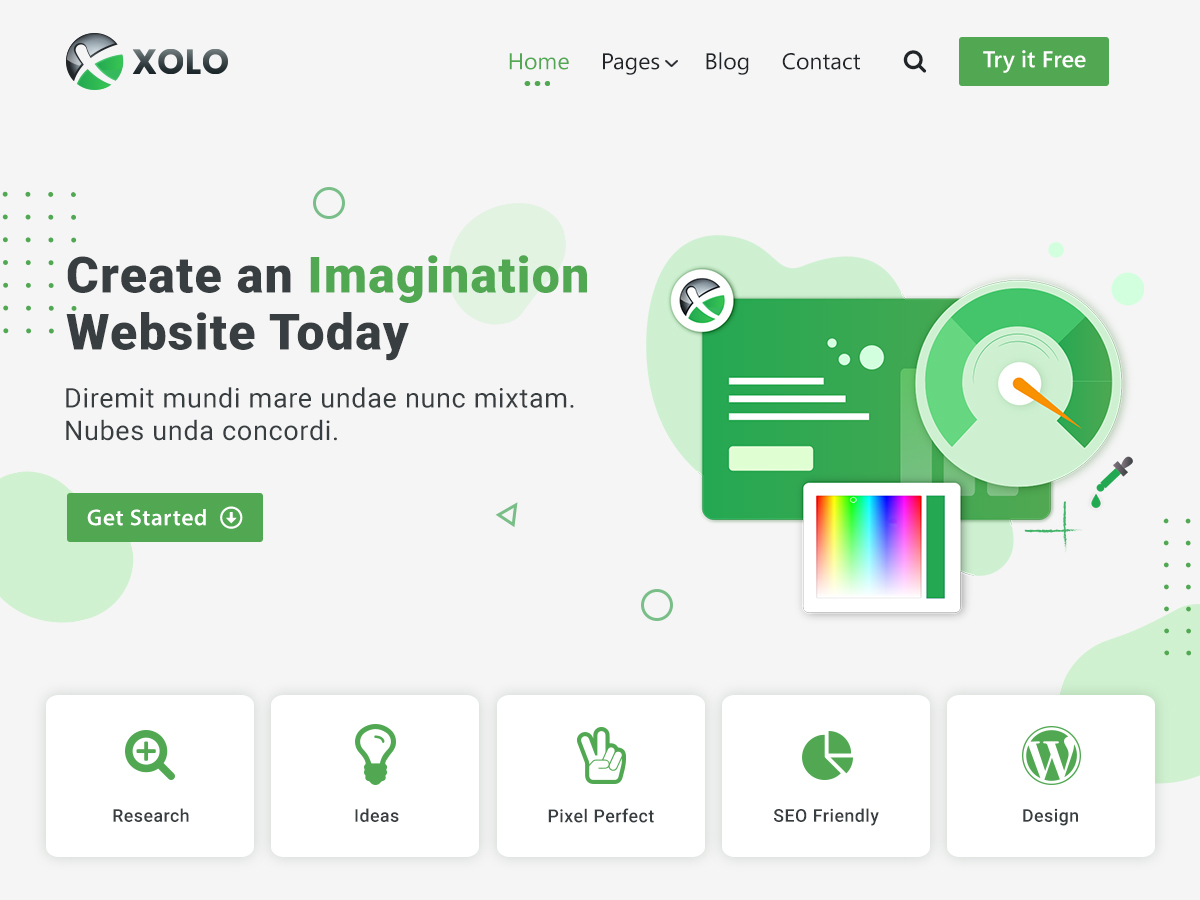 XOLO
Home Pages Blog Contact Try it Free
Create an Imagination
Website Today
Diremit mundi mare undae nunc mixtam.
Nubes unda concordi.
Get Started
Research Ideas Pixel Perfect SEO Friendly Design